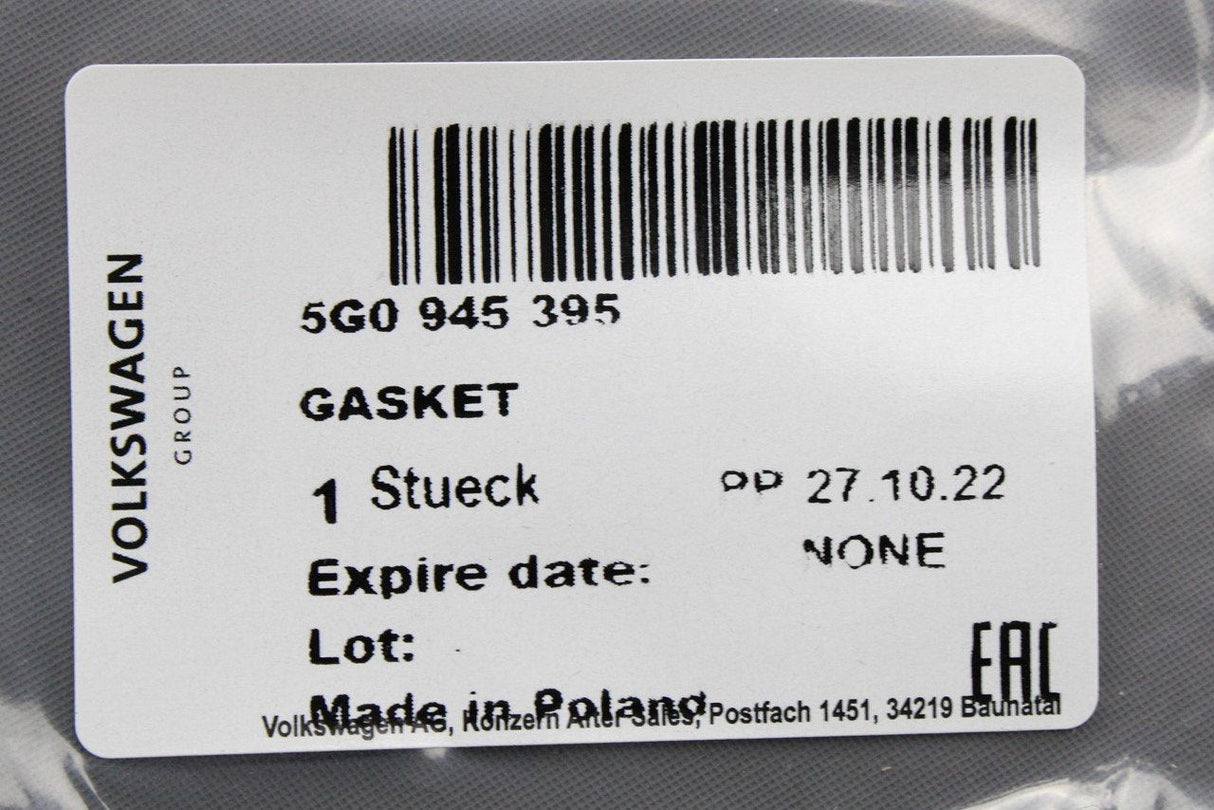 VOLKSWAGEN
GROUP
5G0 945 395
GASKET
1 Stueck
PP 27.10.22
Expire date:
NONE
Lot:
EAC
Made in Poland
Volkswagen AG, Konzern After Sales, Postfach 1451, 34219 Baunatal